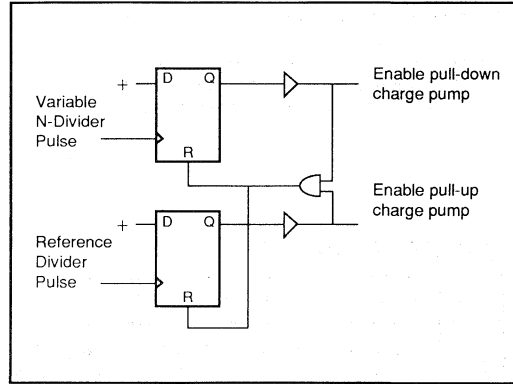 D Q
Enable pull-down
charge pump
+
Variable
N-Divider
Pulse
R
Enable pull-up
charge pump
+
D Q
Reference
Divider
Pulse
R